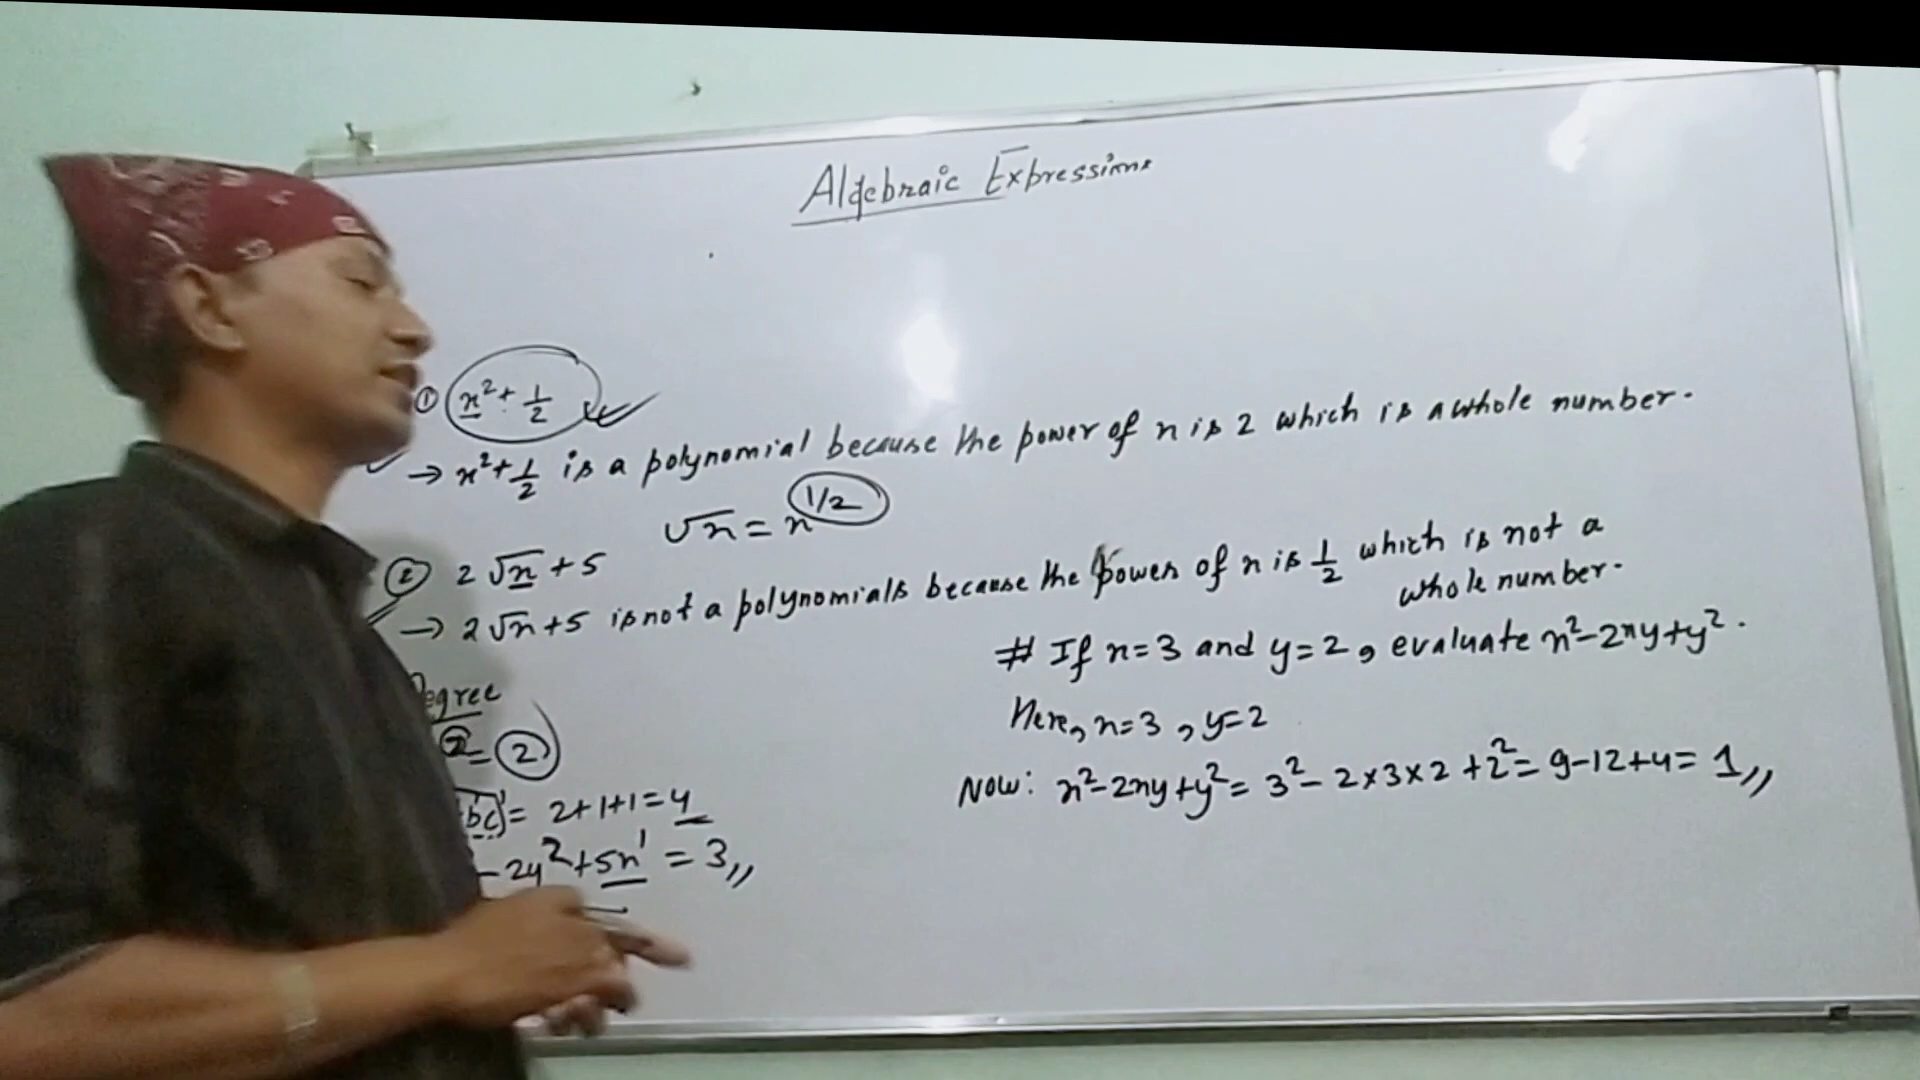 Algebraic Expressions
① x² + 1/2
→ x² + 1/2 is a polynomial because the power of x is 2 which is a whole number.
√x = x^1/2
② 2√x + 5
→ 2√x + 5 is not a polynomials because the power of x is 1/2 which is not a
whole number.
# If x = 3 and y = 2, evaluate x² - 2xy + y².
Degree
Here, x = 3, y = 2
= 2
Now: x² - 2xy + y² = 3² - 2 × 3 × 2 + 2² = 9 - 12 + 4 = 1,,
bc = 2 + 1 + 1 = 4
- 2y² + 5x¹ = 3,,